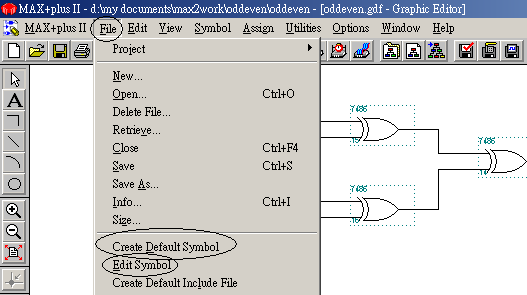 MAX+plus II - d:\my documents\max2work\oddeven\oddeven - [oddeven.gdf - Graphic Editor]
MAX+plus II File Edit View Symbol Assign Utilities Options Window Help
Project
New...
Open... Ctrl+O
Delete File...
Retrieve...
Close Ctrl+F4
Save Ctrl+S
Save As...
Info... Ctrl+I
Size...
Create Default Symbol
Edit Symbol
Create Default Include File
A
7486
15
7486
7486
15